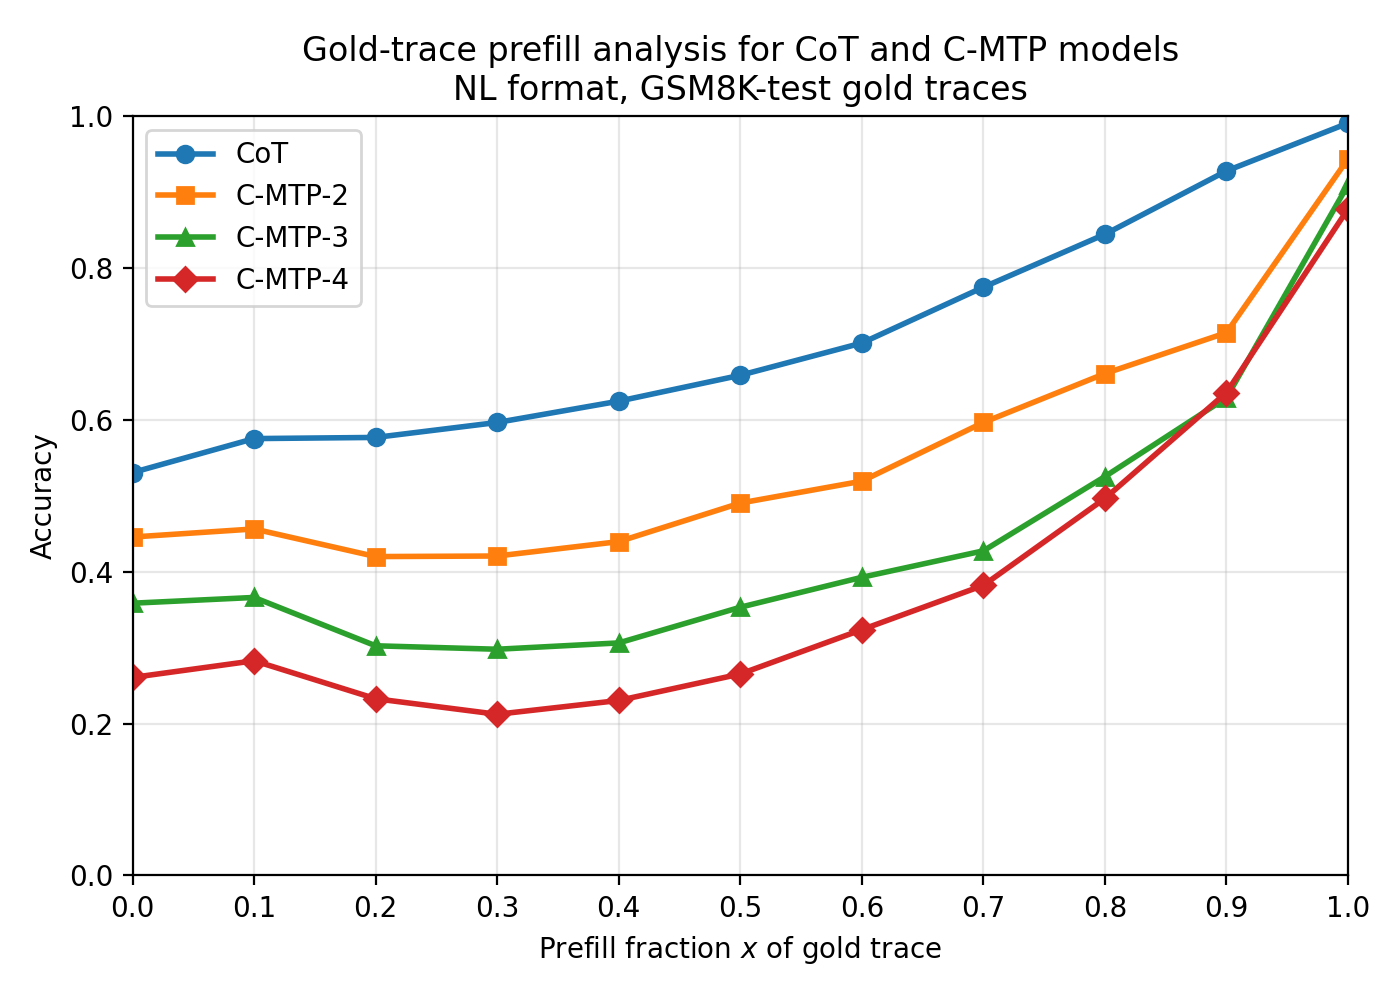 Gold-trace prefill analysis for CoT and C-MTP models
NL format, GSM8K-test gold traces
CoT
C-MTP-2
C-MTP-3
C-MTP-4
Accuracy
1.0
0.8
0.6
0.4
0.2
0.0
0.0 0.1 0.2 0.3 0.4 0.5 0.6 0.7 0.8 0.9 1.0
Prefill fraction x of gold trace